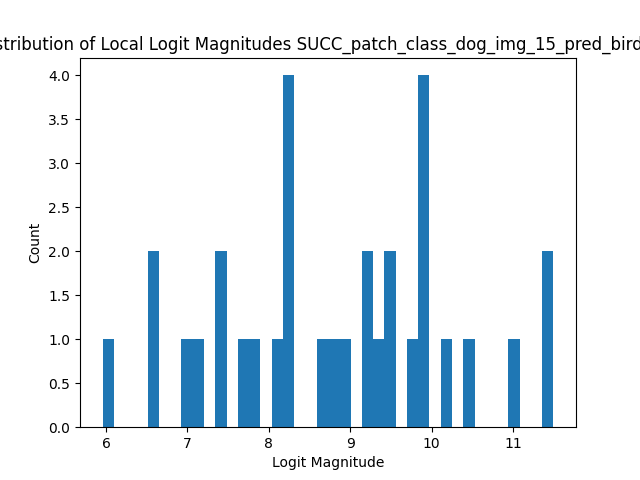 stribution of Local Logit Magnitudes SUCC_patch_class_dog_img_15_pred_bird
4.0
3.5
3.0
2.5
2.0
1.5
1.0
0.5
0.0
Count
6 7 8 9 10 11
Logit Magnitude